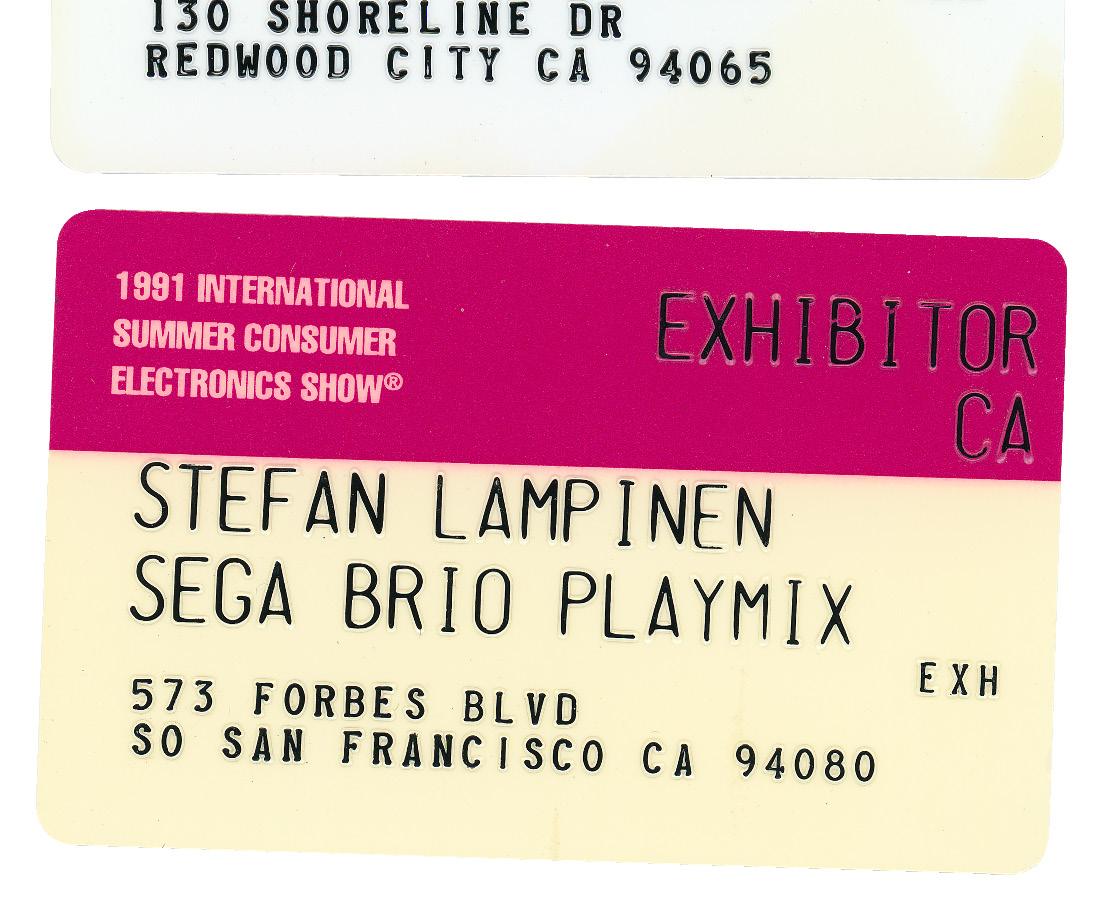 130 SHORELINE DR
REDWOOD CITY CA 94065
1991 INTERNATIONAL
SUMMER CONSUMER
ELECTRONICS SHOW®
EXHIBITOR
CA
STEFAN LAMPINEN
SEGA BRIO PLAYMIX
EXH
573 FORBES BLVD
SO SAN FRANCISCO CA 94080